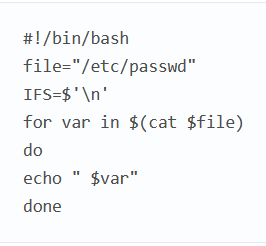 #!/bin/bash
file="/etc/passwd"
IFS=$'\n'
for var in $(cat $file)
do
echo " $var"
done